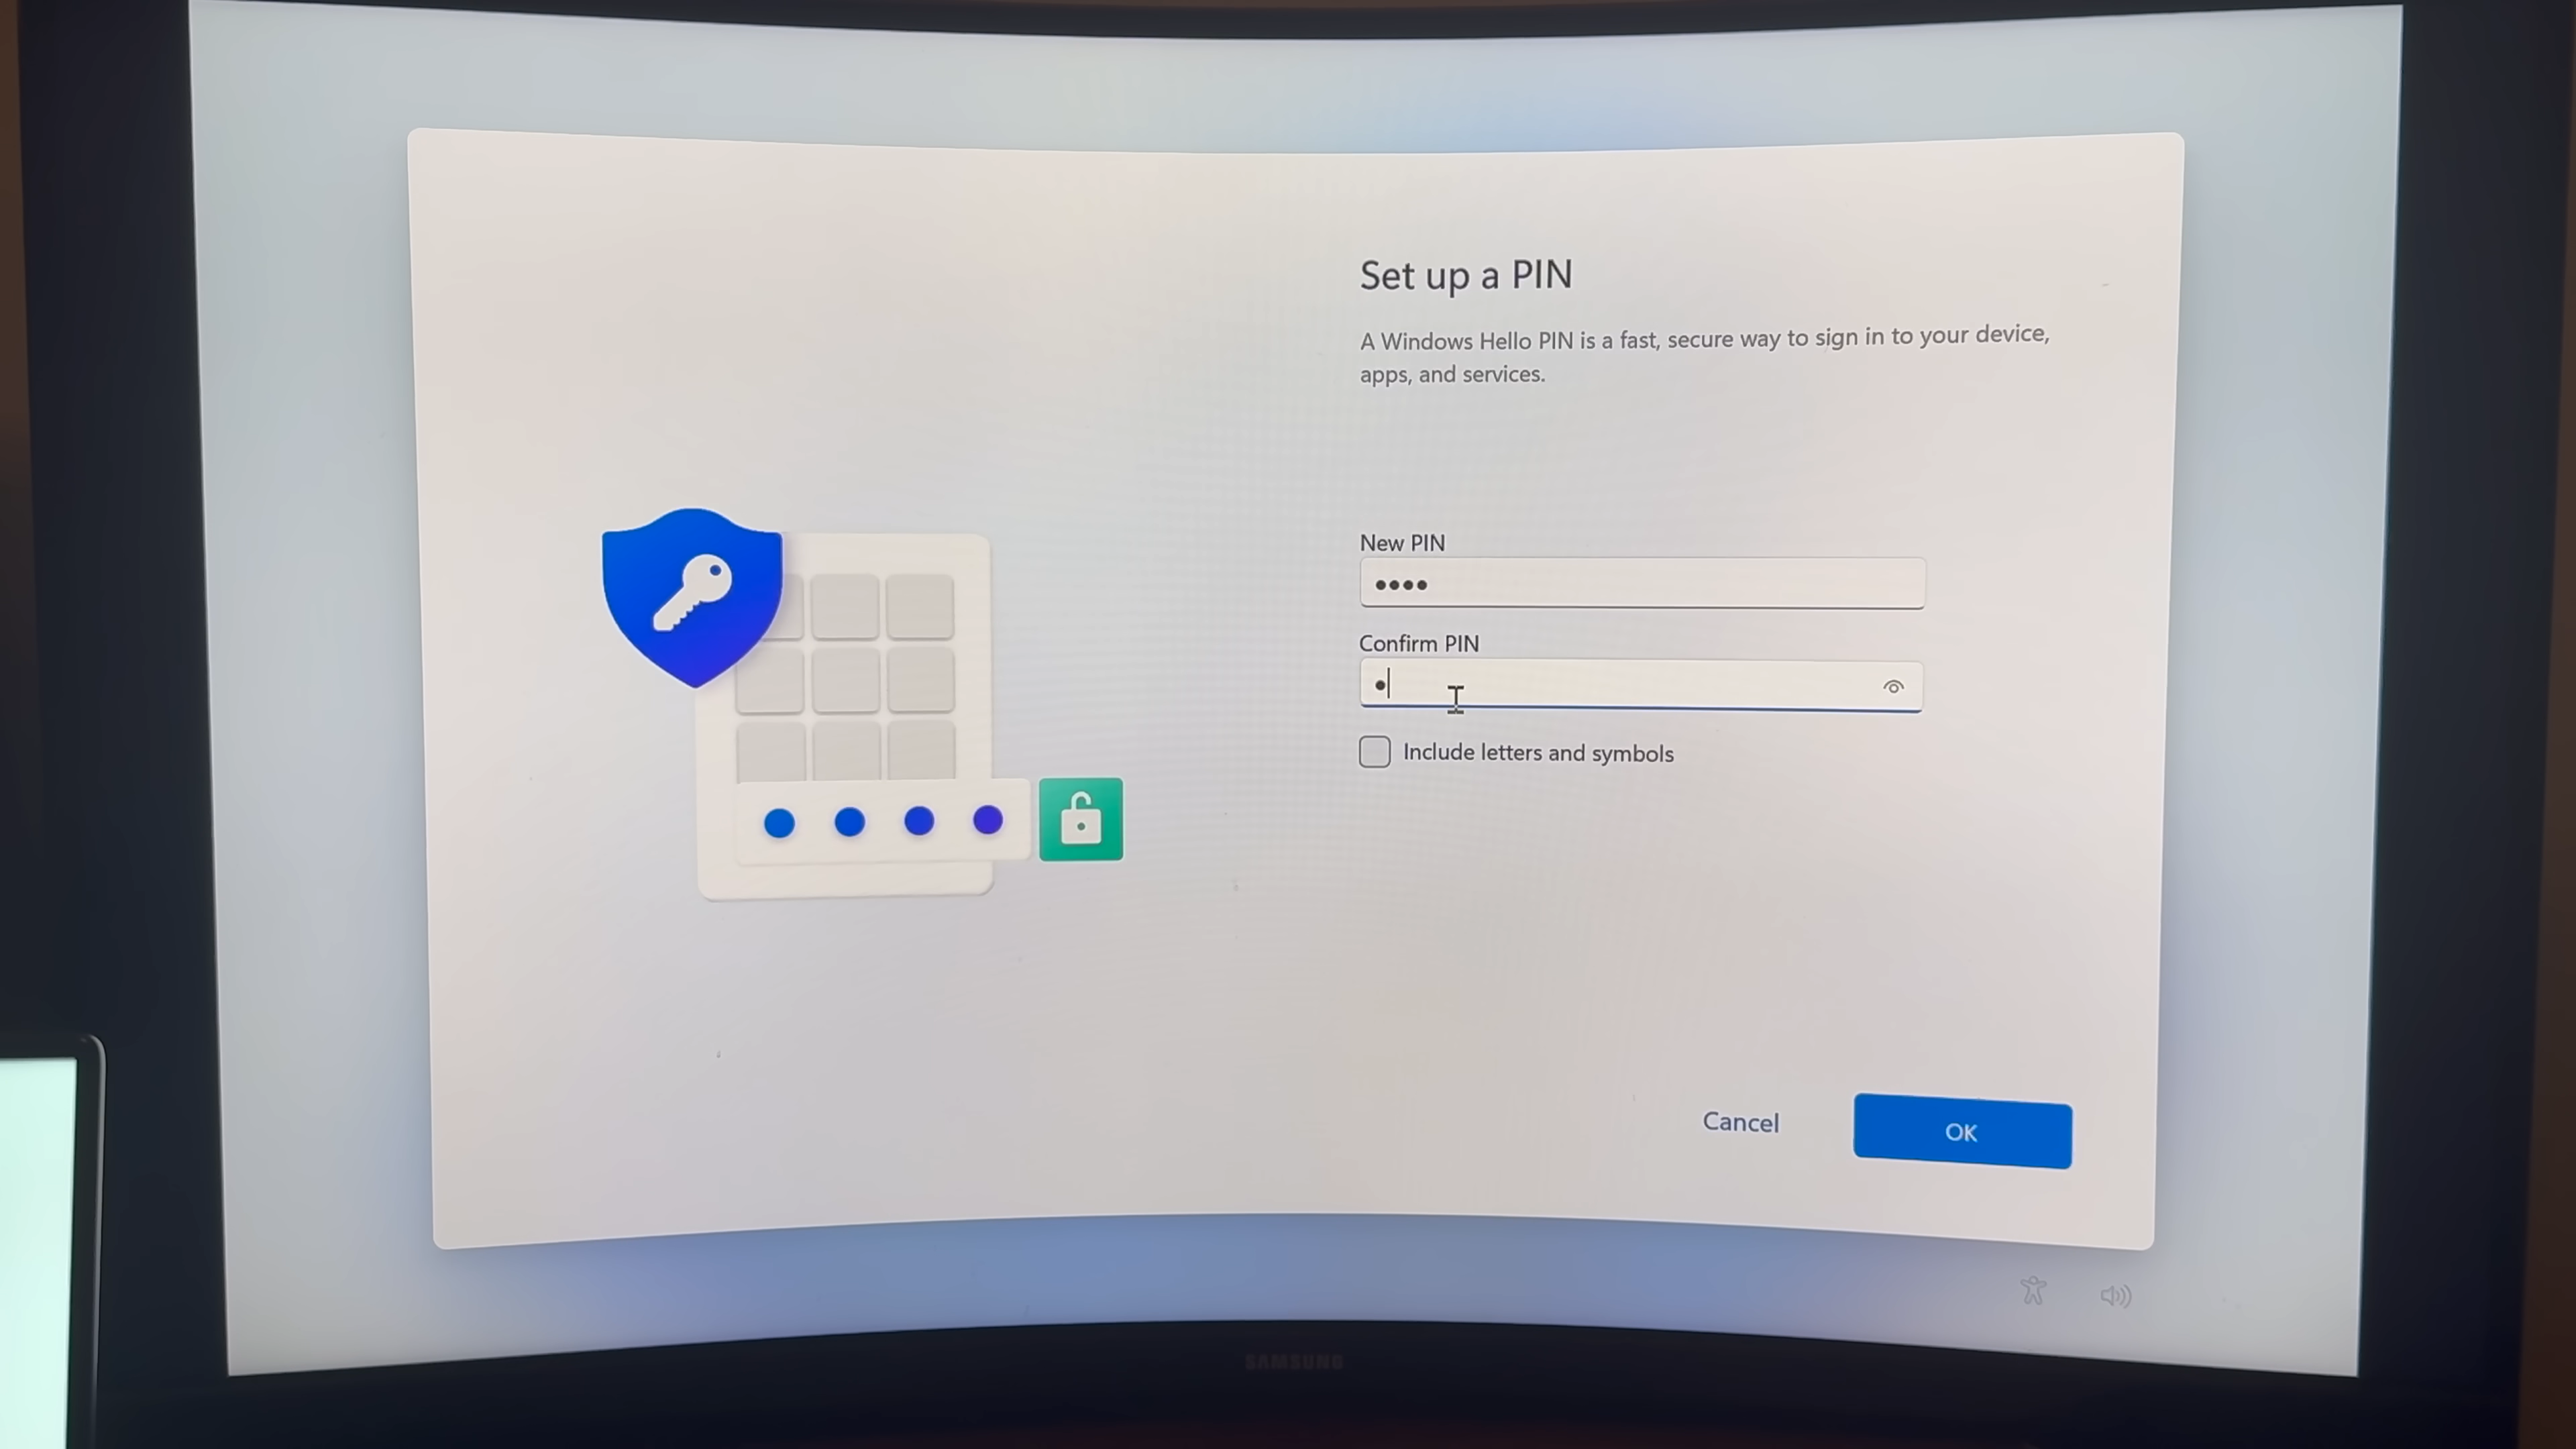 Set up a PIN
A Windows Hello PIN is a fast, secure way to sign in to your device,
apps, and services.
New PIN
••••
Confirm PIN
•
Include letters and symbols
Cancel
OK
SAMSUNG